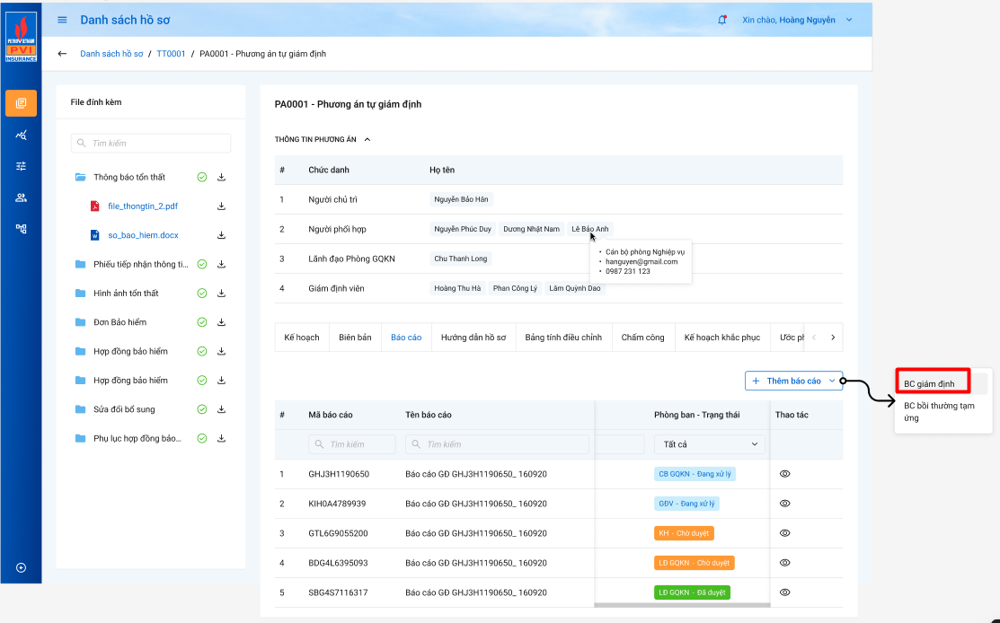 Danh sách hồ sơ
Xin chào, Hoàng Nguyên
PETROVIETNAM
PVI
INSURANCE
Danh sách hồ sơ / TT0001 / PA0001 - Phương án tự giám định
File đính kèm
Tìm kiếm
Thông báo tổn thất
file_thongtin_2.pdf
so_bao_hiem.docx
Phiếu tiếp nhận thông ti...
Hình ảnh tổn thất
Đơn Bảo hiểm
Hợp đồng bảo hiểm
Hợp đồng bảo hiểm
Sửa đổi bổ sung
Phụ lục hợp đồng bảo...
PA0001 - Phương án tự giám định
THÔNG TIN PHƯƠNG ÁN
# Chức danh Họ tên
1 Người chủ trì Nguyễn Bảo Hân
2 Người phối hợp Nguyễn Phúc Duy Dương Nhật Nam Lê Bảo Anh
• Cán bộ phòng Nghiệp vụ
• hanguyen@gmail.com
• 0987 231 123
3 Lãnh đạo Phòng GQKN Chu Thanh Long
4 Giám định viên Hoàng Thu Hà Phan Công Lý Lâm Quỳnh Dao
Kế hoạch Biên bản Báo cáo Hướng dẫn hồ sơ Bảng tính điều chỉnh Chấm công Kế hoạch khắc phục Ước ph
+ Thêm báo cáo
BC giám định
BC bồi thường tạm
ứng
# Mã báo cáo Tên báo cáo Phòng ban - Trạng thái Thao tác
Tìm kiếm Tìm kiếm Tất cả
1 GHJ3H1190650 Báo cáo GĐ GHJ3H1190650_ 160920 CB GQKN - Đang xử lý
2 KIH0A4789939 Báo cáo GĐ GHJ3H1190650_ 160920 GĐV - Đang xử lý
3 GTL6G9055200 Báo cáo GĐ GHJ3H1190650_ 160920 KH - Chờ duyệt
4 BDG4L6395093 Báo cáo GĐ GHJ3H1190650_ 160920 LĐ GQKN - Chờ duyệt
5 SBG4S7116317 Báo cáo GĐ GHJ3H1190650_ 160920 LĐ GQKN - Đã duyệt